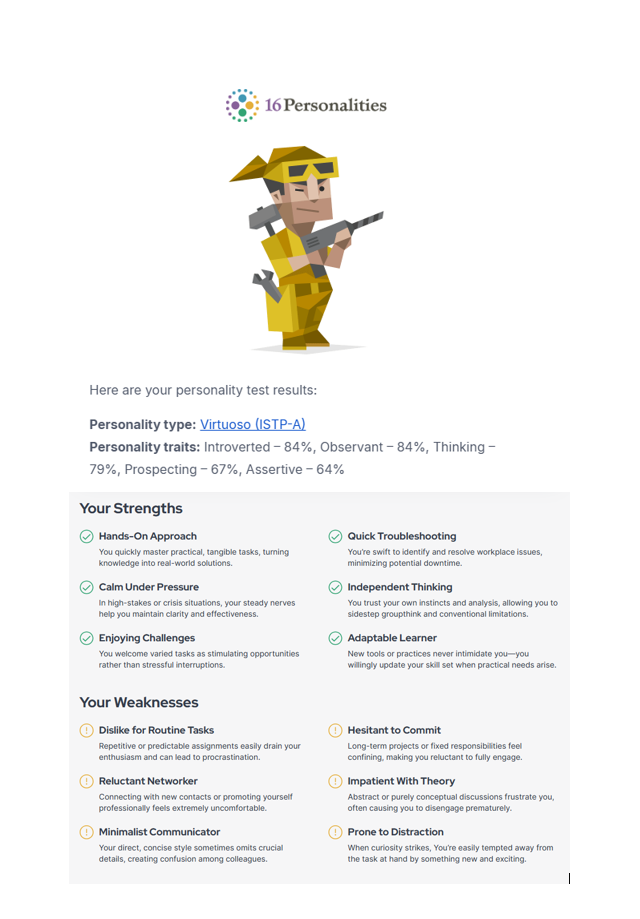 16Personalities
Here are your personality test results:
Personality type: Virtuoso (ISTP-A)
Personality traits: Introverted – 84%, Observant – 84%, Thinking –
79%, Prospecting – 67%, Assertive – 64%
Your Strengths
Hands-On Approach
You quickly master practical, tangible tasks, turning
knowledge into real-world solutions.
Quick Troubleshooting
You're swift to identify and resolve workplace issues,
minimizing potential downtime.
Calm Under Pressure
In high-stakes or crisis situations, your steady nerves
help you maintain clarity and effectiveness.
Independent Thinking
You trust your own instincts and analysis, allowing you to
sidestep groupthink and conventional limitations.
Enjoying Challenges
You welcome varied tasks as stimulating opportunities
rather than stressful interruptions.
Adaptable Learner
New tools or practices never intimidate you—you
willingly update your skill set when practical needs arise.
Your Weaknesses
Dislike for Routine Tasks
Repetitive or predictable assignments easily drain your
enthusiasm and can lead to procrastination.
Hesitant to Commit
Long-term projects or fixed responsibilities feel
confining, making you reluctant to fully engage.
Reluctant Networker
Connecting with new contacts or promoting yourself
professionally feels extremely uncomfortable.
Impatient With Theory
Abstract or purely conceptual discussions frustrate you,
often causing you to disengage prematurely.
Minimalist Communicator
Your direct, concise style sometimes omits crucial
details, creating confusion among colleagues.
Prone to Distraction
When curiosity strikes, You're easily tempted away from
the task at hand by something new and exciting.